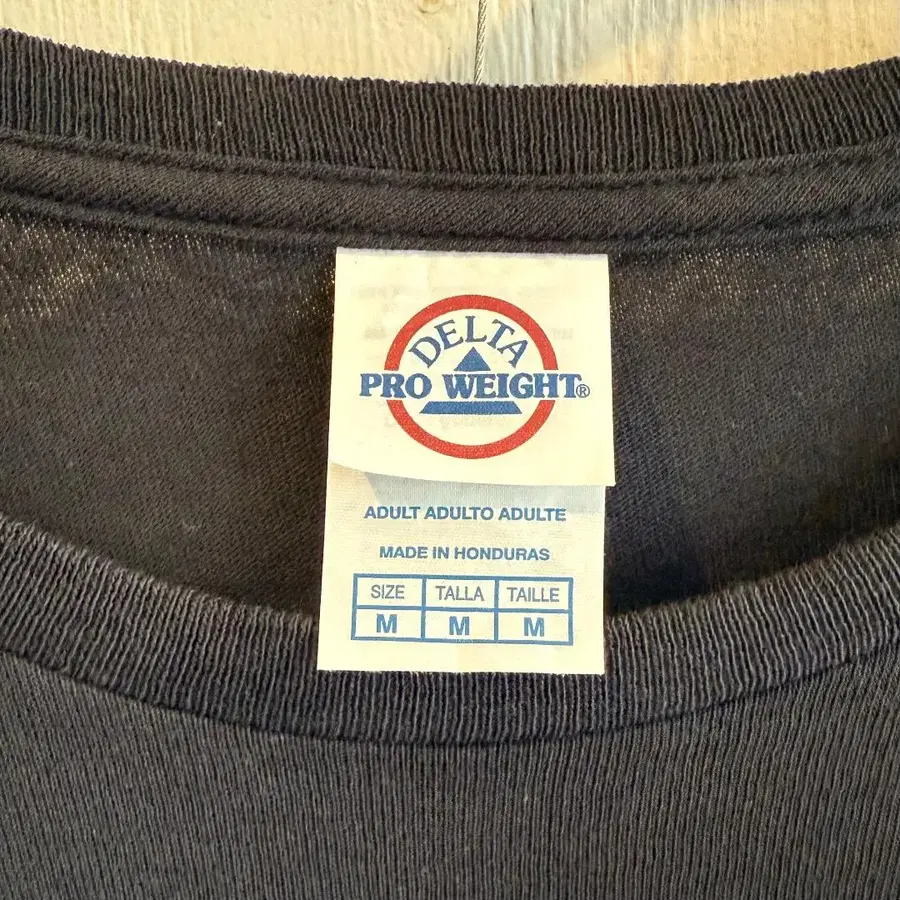 DELTA
PRO WEIGHT®
ADULT ADULTO ADULTE
MADE IN HONDURAS
SIZE TALLA TAILLE
M M M